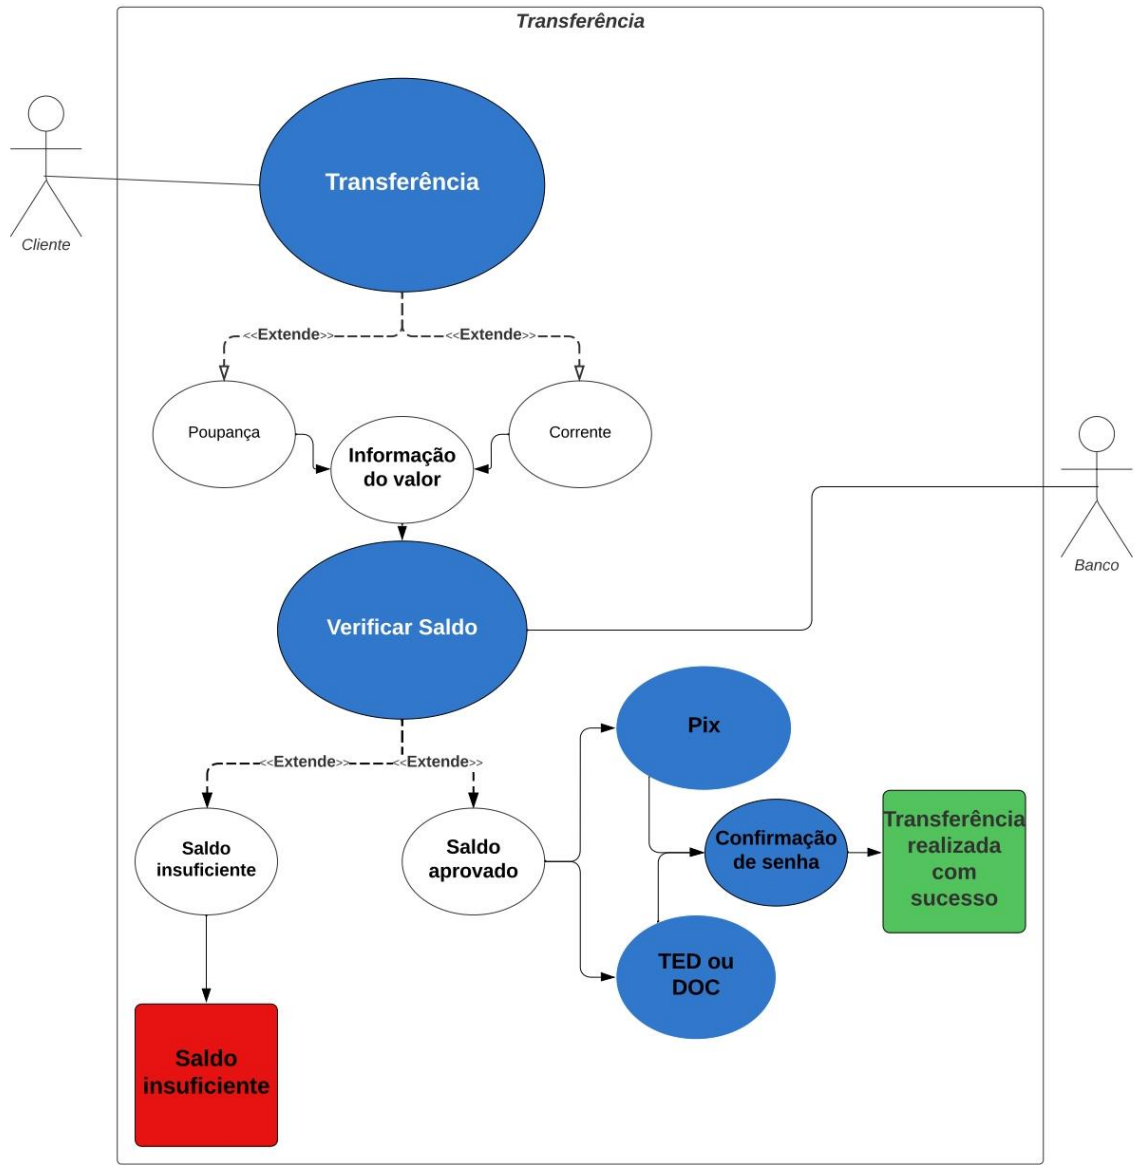 Transferência
Cliente
Transferência
<<Extende>>
<<Extende>>
Poupança
Corrente
Informação
do valor
Banco
Verificar Saldo
<<Extende>>
<<Extende>>
Pix
Saldo
insuficiente
Saldo
aprovado
Confirmação
de senha
Transferência
realizada
com
sucesso
TED ou
DOC
Saldo
insuficiente